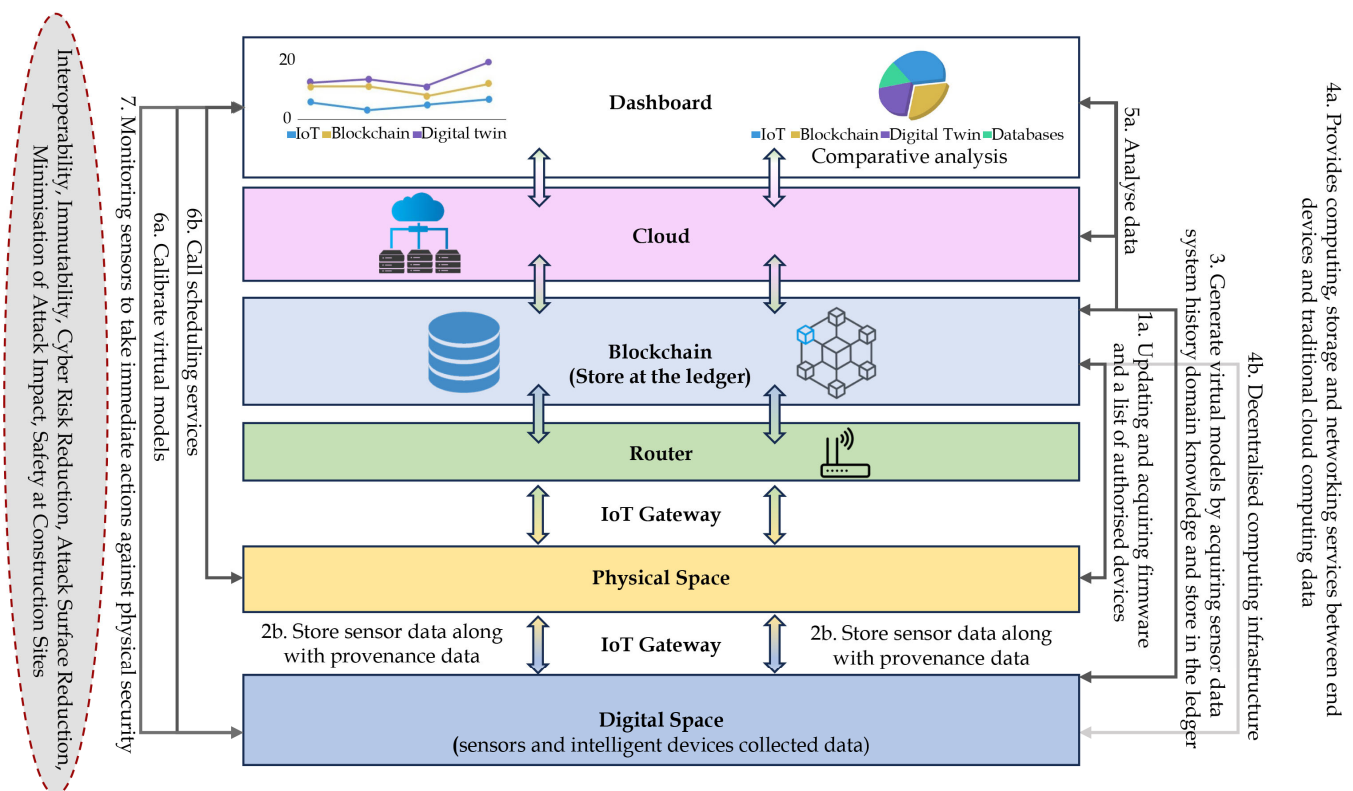 20
0
IoT Blockchain Digital twin
Dashboard
IoT Blockchain Digital Twin Databases
Comparative analysis
Cloud
Blockchain
(Store at the ledger)
Router
IoT Gateway
Physical Space
2b. Store sensor data along
with provenance data
IoT Gateway
2b. Store sensor data along
with provenance data
Digital Space
(sensors and intelligent devices collected data)
Interoperability, Immutability, Cyber Risk Reduction, Attack Surface Reduction,
Minimisation of Attack Impact, Safety at Construction Sites
7. Monitoring sensors to take immediate actions against physical security
6a. Calibrate virtual models
6b. Call scheduling services
5a. Analyse data
1a. Updating and acquiring firmware
and a list of authorised devices
3. Generate virtual models by acquiring sensor data
system history domain knowledge and store in the ledger
4b. Decentralised computing infrastructure
4a. Provides computing, storage and networking services between end
devices and traditional cloud computing data